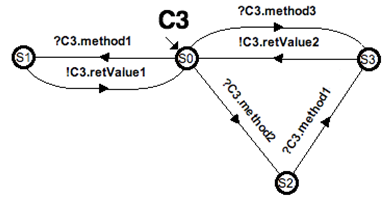 C3
?C3.method3
?C3.method1
!C3.retValue2
S1
S0
S3
!C3.retValue1
?C3.method2
?C3.method1
S2